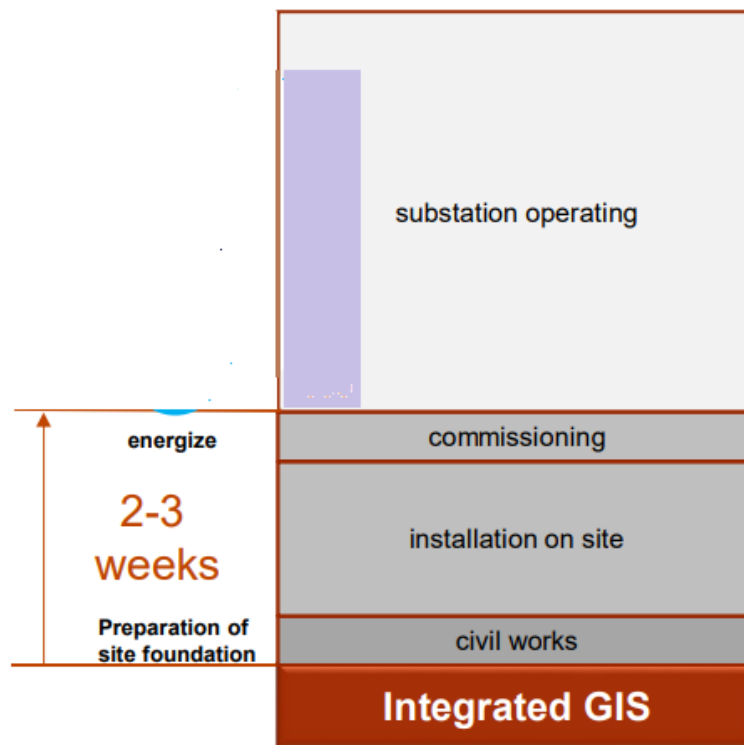 substation operating
energize
commissioning
2-3
weeks
installation on site
Preparation of
site foundation
civil works
Integrated GIS